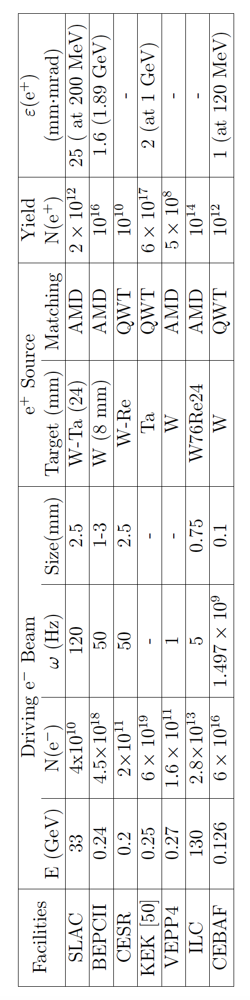 Facilities Driving e⁻ Beam e⁺ Source Yield ε(e⁺)
E (GeV) N(e⁻) ω (Hz) Size(mm) Target (mm) Matching N(e⁺) (mm·mrad)
SLAC 33 4x10¹⁰ 120 2.5 W-Ta (24) AMD 2 × 10¹² 25 ( at 200 MeV)
BEPCII 0.24 4.5×10¹⁸ 50 1-3 W (8 mm) AMD 10¹⁶ 1.6 (1.89 GeV)
CESR 0.2 2×10¹¹ 50 2.5 W-Re QWT 10¹⁰ -
KEK [50] 0.25 6 × 10¹⁹ - - Ta QWT 6 × 10¹⁷ 2 (at 1 GeV)
VEPP4 0.27 1.6 × 10¹¹ 1 - W AMD 5 × 10⁸ -
ILC 130 2.8×10¹³ 5 0.75 W76Re24 AMD 10¹⁴ -
CEBAF 0.126 6 × 10¹⁶ 1.497 × 10⁹ 0.1 W QWT 10¹² 1 (at 120 MeV)